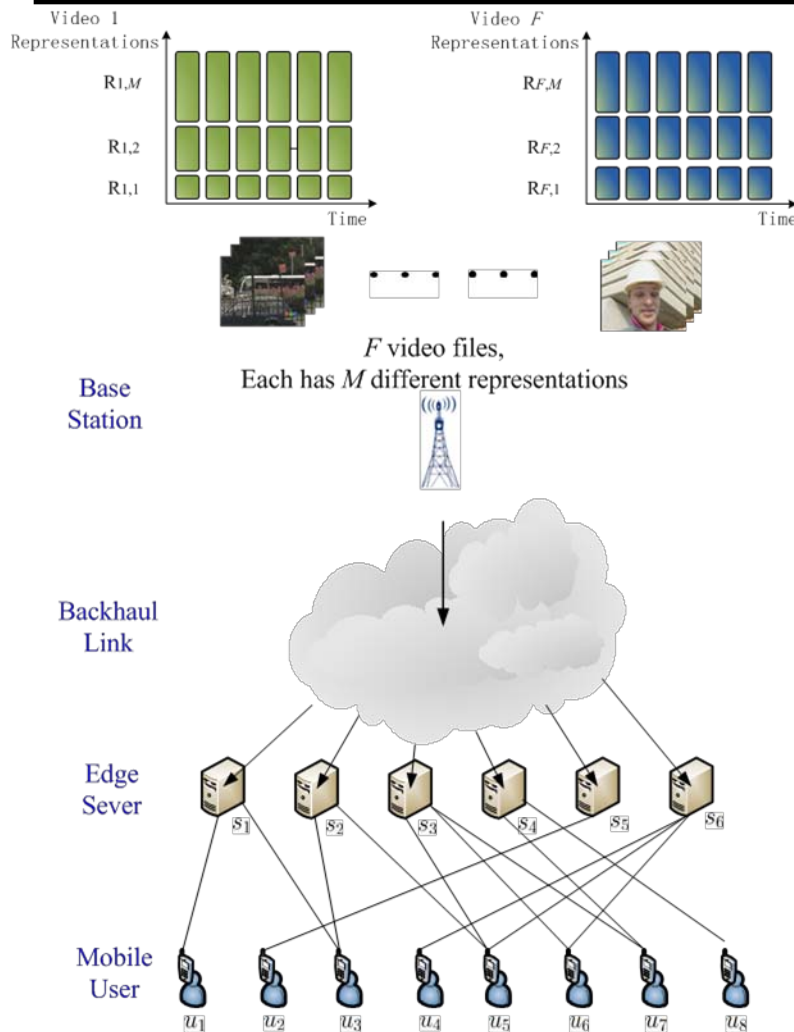 Video 1
Representations
R1,M
R1,2
R1,1
Time
Video F
Representations
RF,M
RF,2
RF,1
Time
F video files,
Each has M different representations
Base
Station
Backhaul
Link
Edge
Sever
s1
s2
s3
s4
s5
s6
Mobile
User
u1
u2
u3
u4
u5
u6
u7
u8